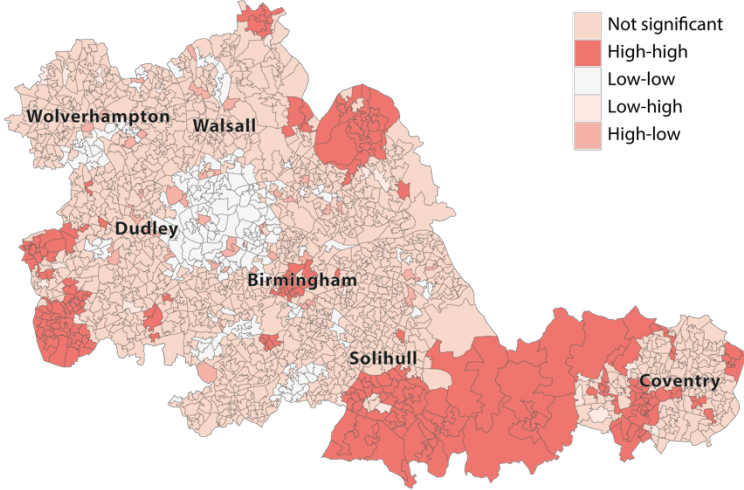 Not significant
High-high
Low-low
Low-high
High-low
Wolverhampton
Walsall
Dudley
Birmingham
Solihull
Coventry